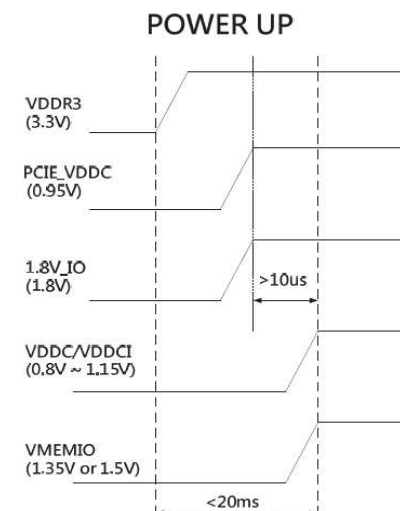 POWER UP
VDDR3
(3.3V)
PCIE_VDDC
(0.95V)
1.8V_IO
(1.8V)
>10us
VDDC/VDDCI
(0.8V ~ 1.15V)
VMEMIO
(1.35V or 1.5V)
<20ms